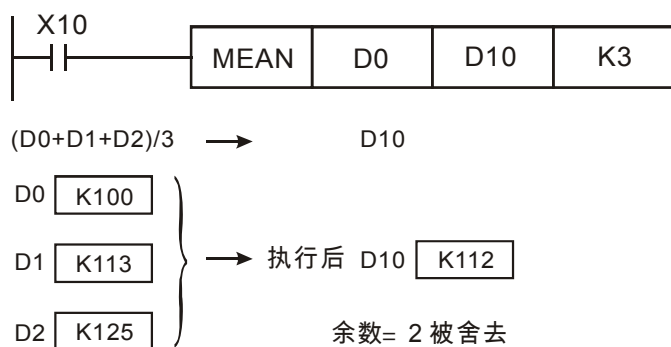 X10
MEAN D0 D10 K3
(D0+D1+D2)/3 → D10
D0 K100
D1 K113
→ 执行后 D10 K112
D2 K125
余数= 2 被舍去